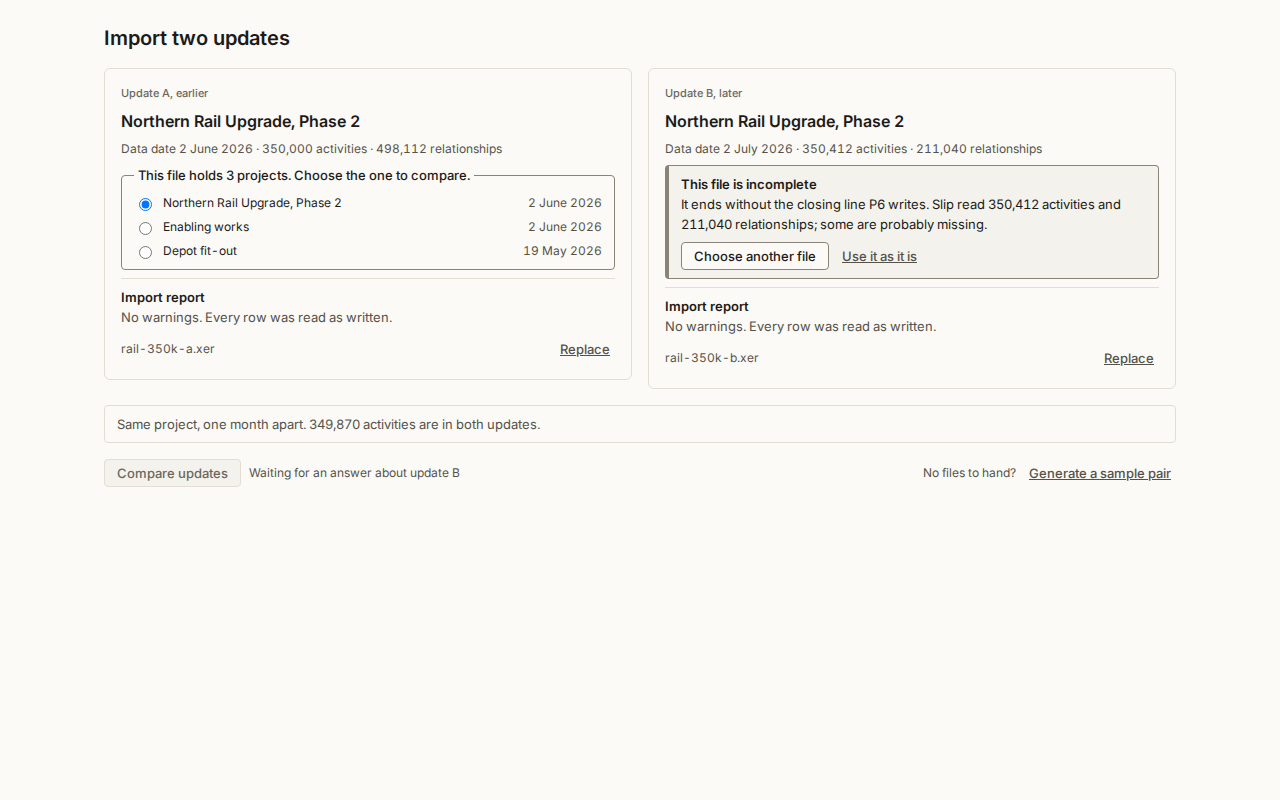 Import two updates
Update A, earlier
Northern Rail Upgrade, Phase 2
Data date 2 June 2026 · 350,000 activities · 498,112 relationships
This file holds 3 projects. Choose the one to compare.
Northern Rail Upgrade, Phase 2 2 June 2026
Enabling works 2 June 2026
Depot fit-out 19 May 2026
Import report
No warnings. Every row was read as written.
rail-350k-a.xer Replace
Update B, later
Northern Rail Upgrade, Phase 2
Data date 2 July 2026 · 350,412 activities · 211,040 relationships
This file is incomplete
It ends without the closing line P6 writes. Slip read 350,412 activities and
211,040 relationships; some are probably missing.
Choose another file Use it as it is
Import report
No warnings. Every row was read as written.
rail-350k-b.xer Replace
Same project, one month apart. 349,870 activities are in both updates.
Compare updates Waiting for an answer about update B No files to hand? Generate a sample pair